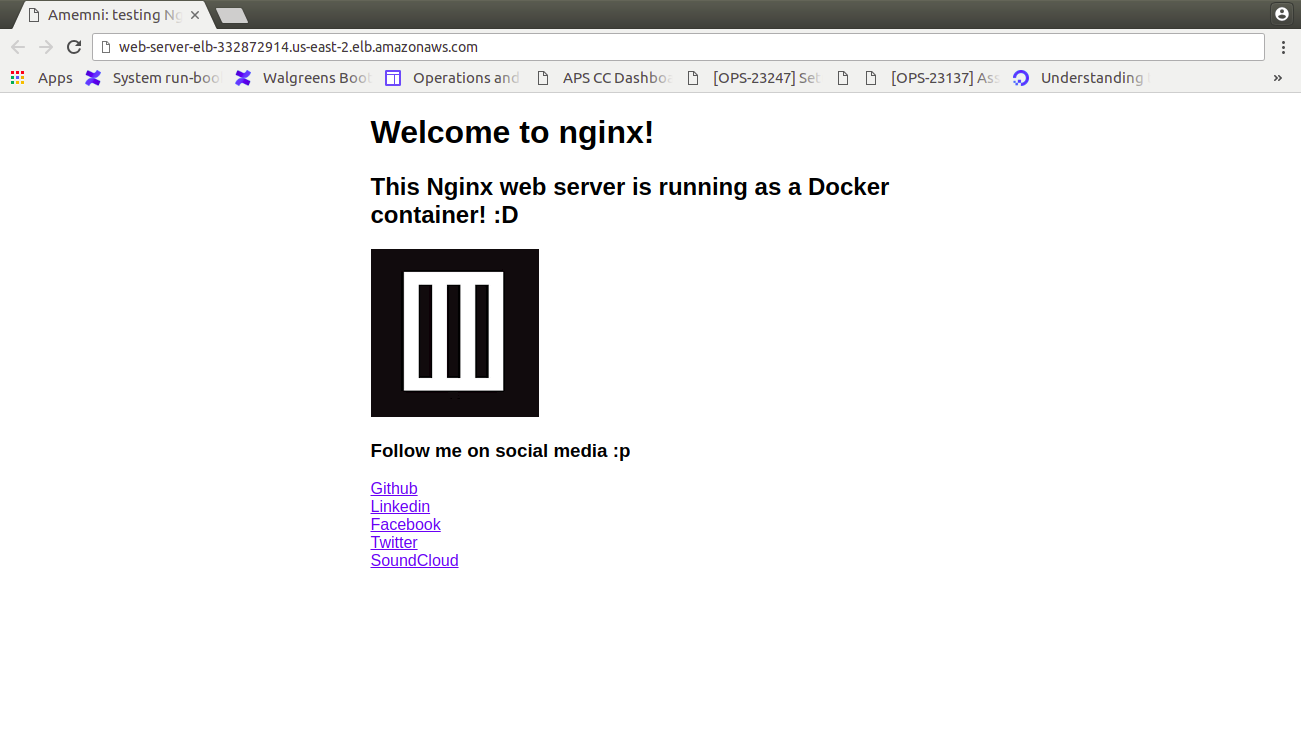 Amemni: testing Ng
web-server-elb-332872914.us-east-2.elb.amazonaws.com
Apps System run-boo Walgreens Boot Operations and APS CC Dashboa [OPS-23247] Set [OPS-23137] Ass Understanding
Welcome to nginx!
This Nginx web server is running as a Docker
container! :D
Follow me on social media :p
Github
Linkedin
Facebook
Twitter
SoundCloud